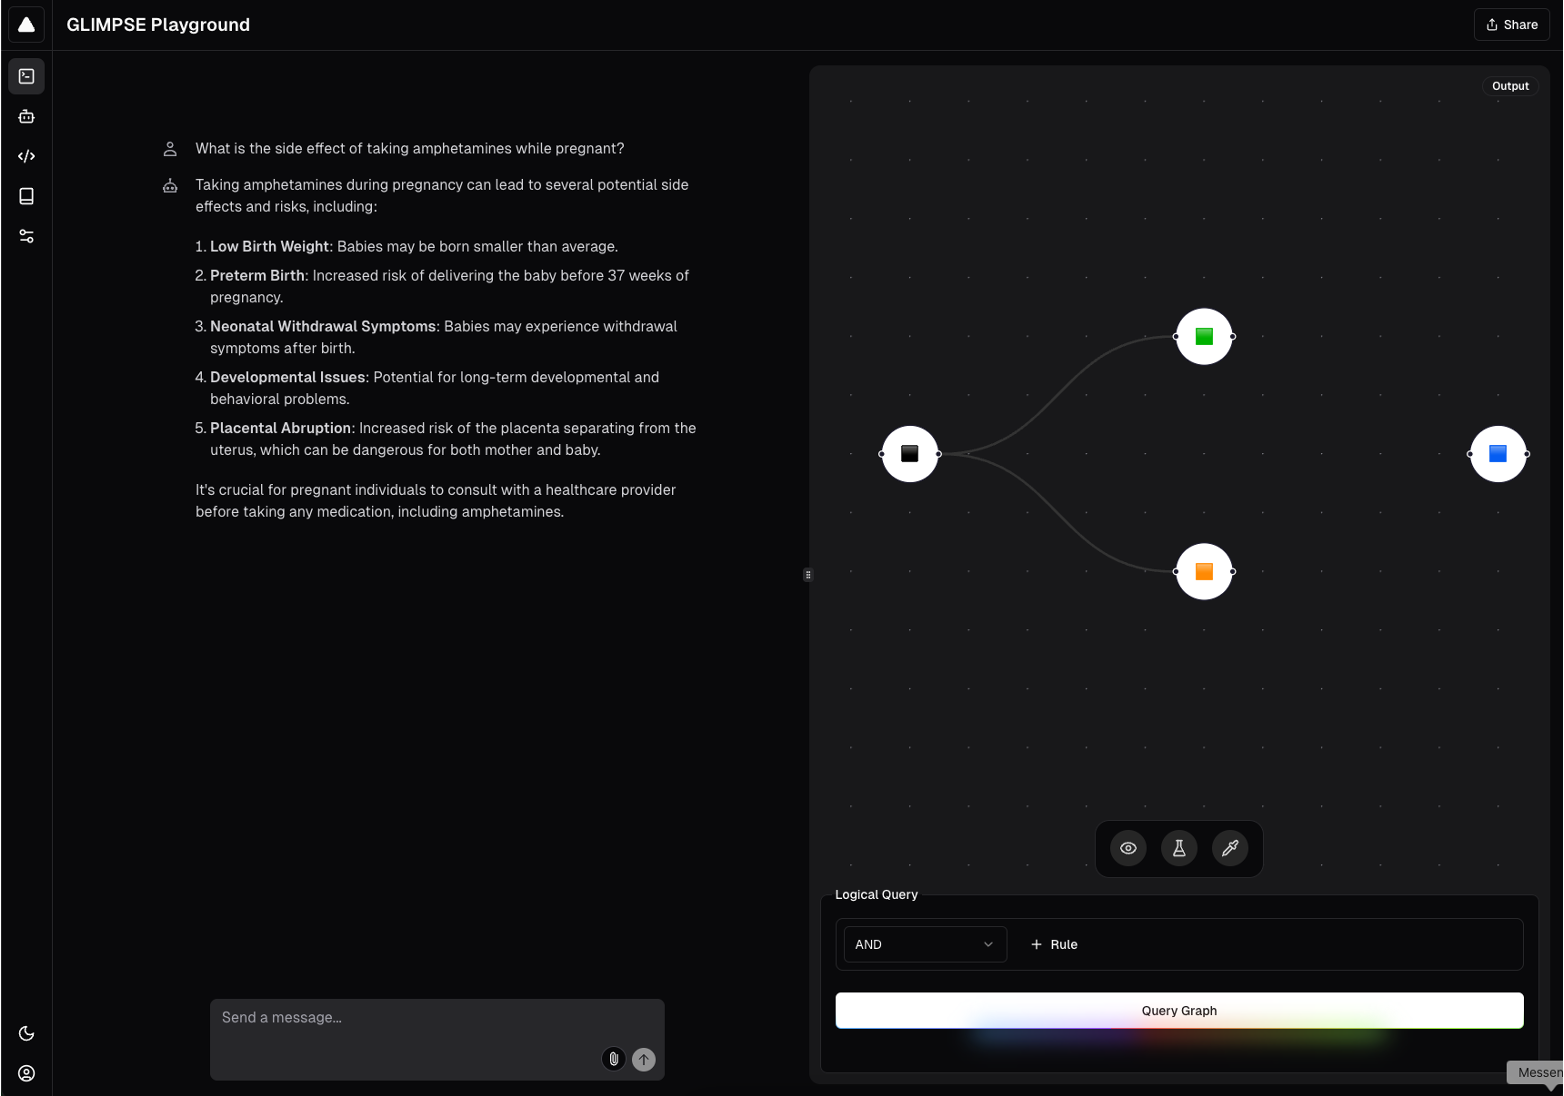 GLIMPSE Playground
Share
What is the side effect of taking amphetamines while pregnant?
Taking amphetamines during pregnancy can lead to several potential side
effects and risks, including:
1. Low Birth Weight: Babies may be born smaller than average.
2. Preterm Birth: Increased risk of delivering the baby before 37 weeks of
pregnancy.
3. Neonatal Withdrawal Symptoms: Babies may experience withdrawal
symptoms after birth.
4. Developmental Issues: Potential for long-term developmental and
behavioral problems.
5. Placental Abruption: Increased risk of the placenta separating from the
uterus, which can be dangerous for both mother and baby.
It's crucial for pregnant individuals to consult with a healthcare provider
before taking any medication, including amphetamines.
Send a message...
Output
Logical Query
AND
Rule
Query Graph
Messen